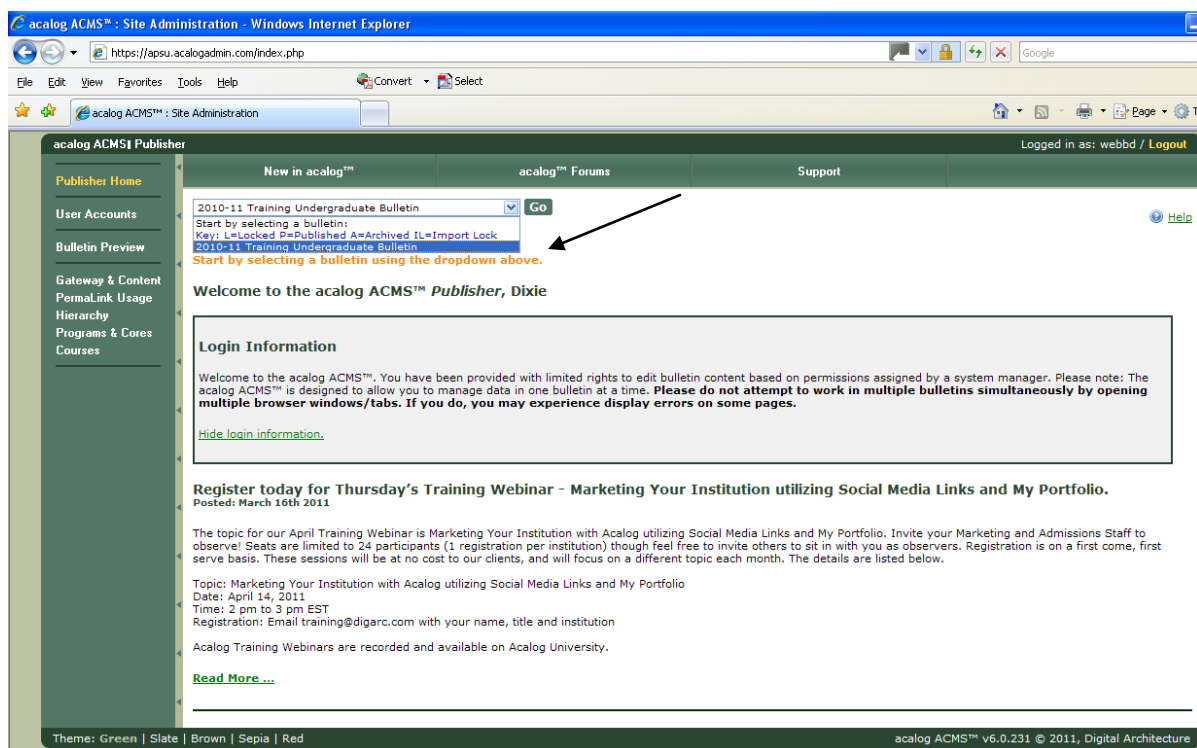 acalog ACMS™ : Site Administration - Windows Internet Explorer
https://apsu.acalogadmin.com/index.php
Google
File Edit View Favorites Tools Help
Convert Select
acalog ACMS™ : Site Administration
Page
acalog ACMS| Publisher
Logged in as: webbd / Logout
New in acalog™ acalog™ Forums Support
Publisher Home
User Accounts
Bulletin Preview
Gateway & Content
PermaLink Usage
Hierarchy
Programs & Cores
Courses
2010-11 Training Undergraduate Bulletin Go
Help
Start by selecting a bulletin:
Key: L=Locked P=Published A=Archived IL=Import Lock
2010-11 Training Undergraduate Bulletin
Start by selecting a bulletin using the dropdown above.
Welcome to the acalog ACMS™ Publisher, Dixie
Login Information
Welcome to the acalog ACMS™. You have been provided with limited rights to edit bulletin content based on permissions assigned by a system manager. Please note: The
acalog ACMS™ is designed to allow you to manage data in one bulletin at a time. Please do not attempt to work in multiple bulletins simultaneously by opening
multiple browser windows/tabs. If you do, you may experience display errors on some pages.
Hide login information.
Register today for Thursday's Training Webinar - Marketing Your Institution utilizing Social Media Links and My Portfolio.
Posted: March 16th 2011
The topic for our April Training Webinar is Marketing Your Institution with Acalog utilizing Social Media Links and My Portfolio. Invite your Marketing and Admissions Staff to
observe! Seats are limited to 24 participants (1 registration per institution) though feel free to invite others to sit in with you as observers. Registration is on a first come, first
serve basis. These sessions will be at no cost to our clients, and will focus on a different topic each month. The details are listed below.
Topic: Marketing Your Institution with Acalog utilizing Social Media Links and My Portfolio
Date: April 14, 2011
Time: 2 pm to 3 pm EST
Registration: Email training@digarc.com with your name, title and institution
Acalog Training Webinars are recorded and available on Acalog University.
Read More ...
Theme: Green | Slate | Brown | Sepia | Red
acalog ACMS™ v6.0.231 © 2011, Digital Architecture